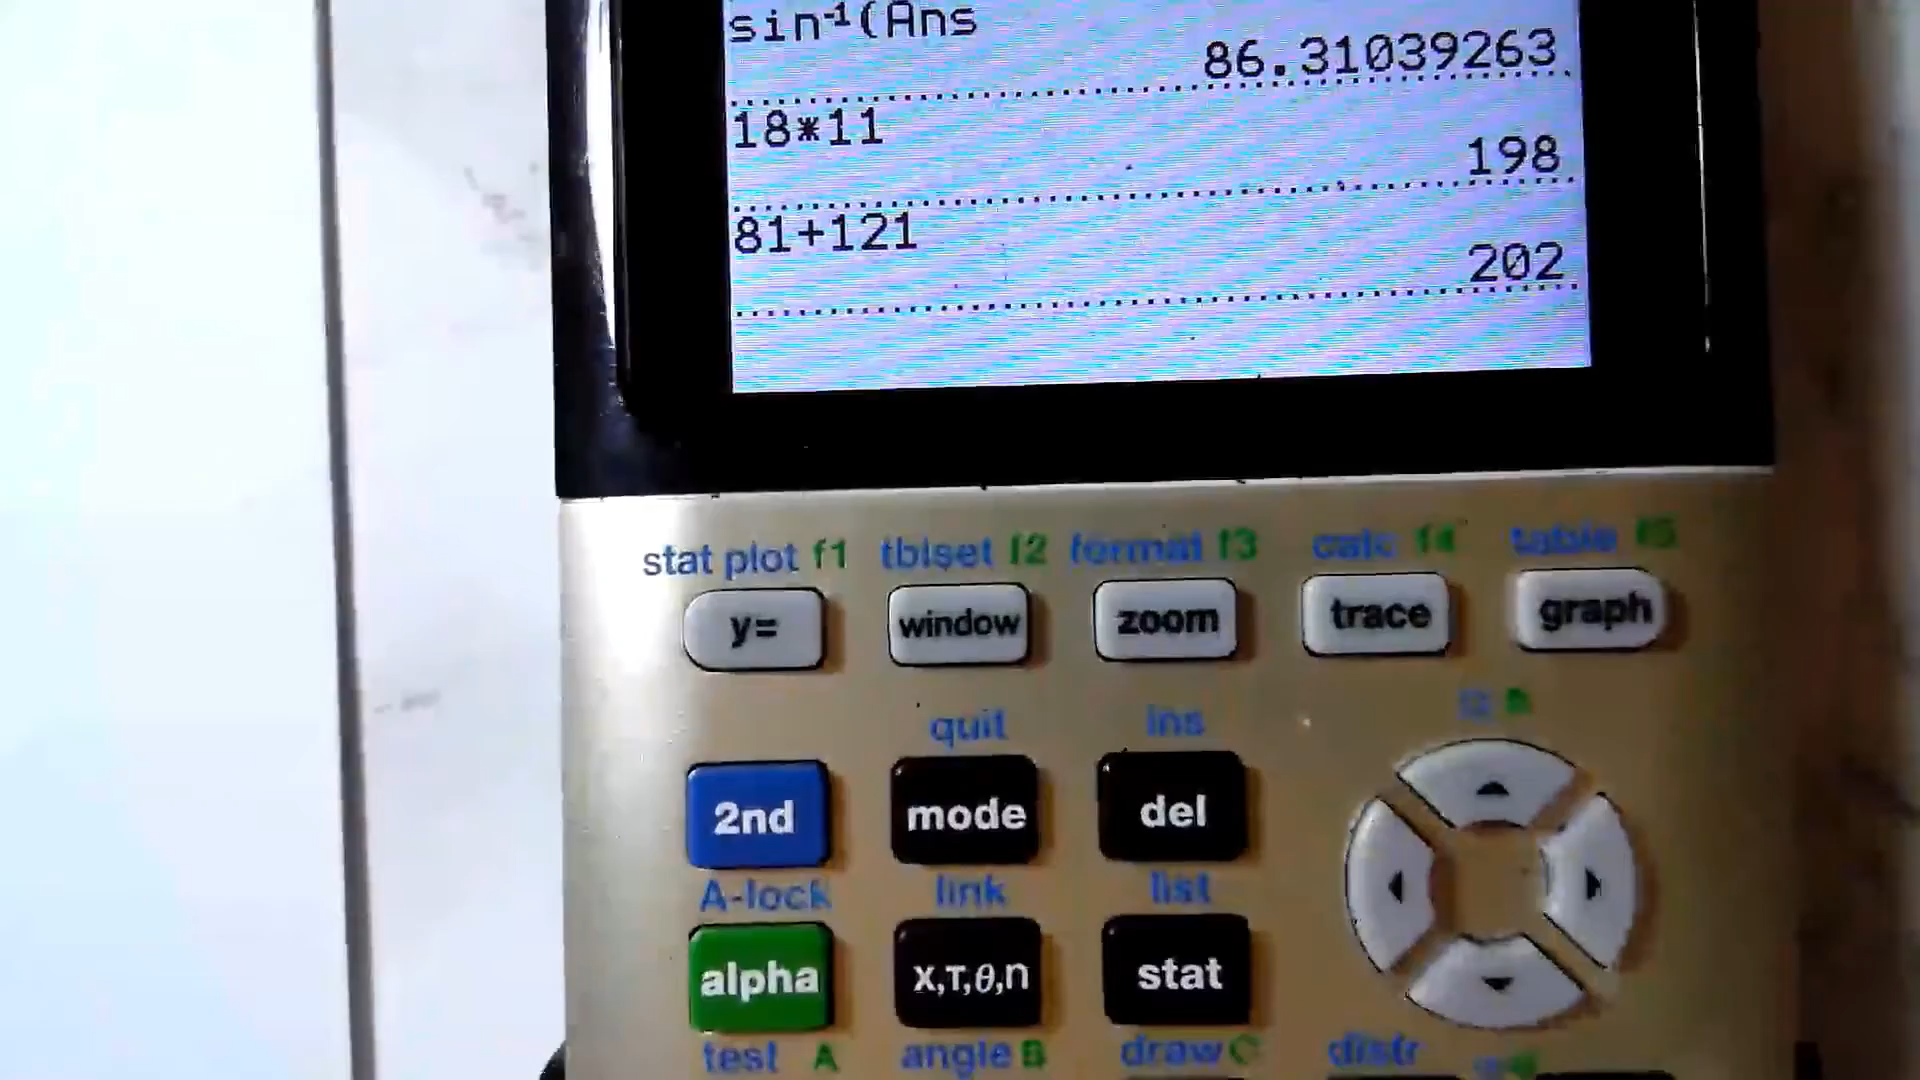 sin⁻¹(Ans
86.31039263
18*11
198
81+121
202
stat plot f1 tblset f2 format f3 calc f4 table f5
y= window zoom trace graph
quit ins
2nd mode del
A-lock link list
alpha X,T,θ,n stat
test A angle B draw C distr